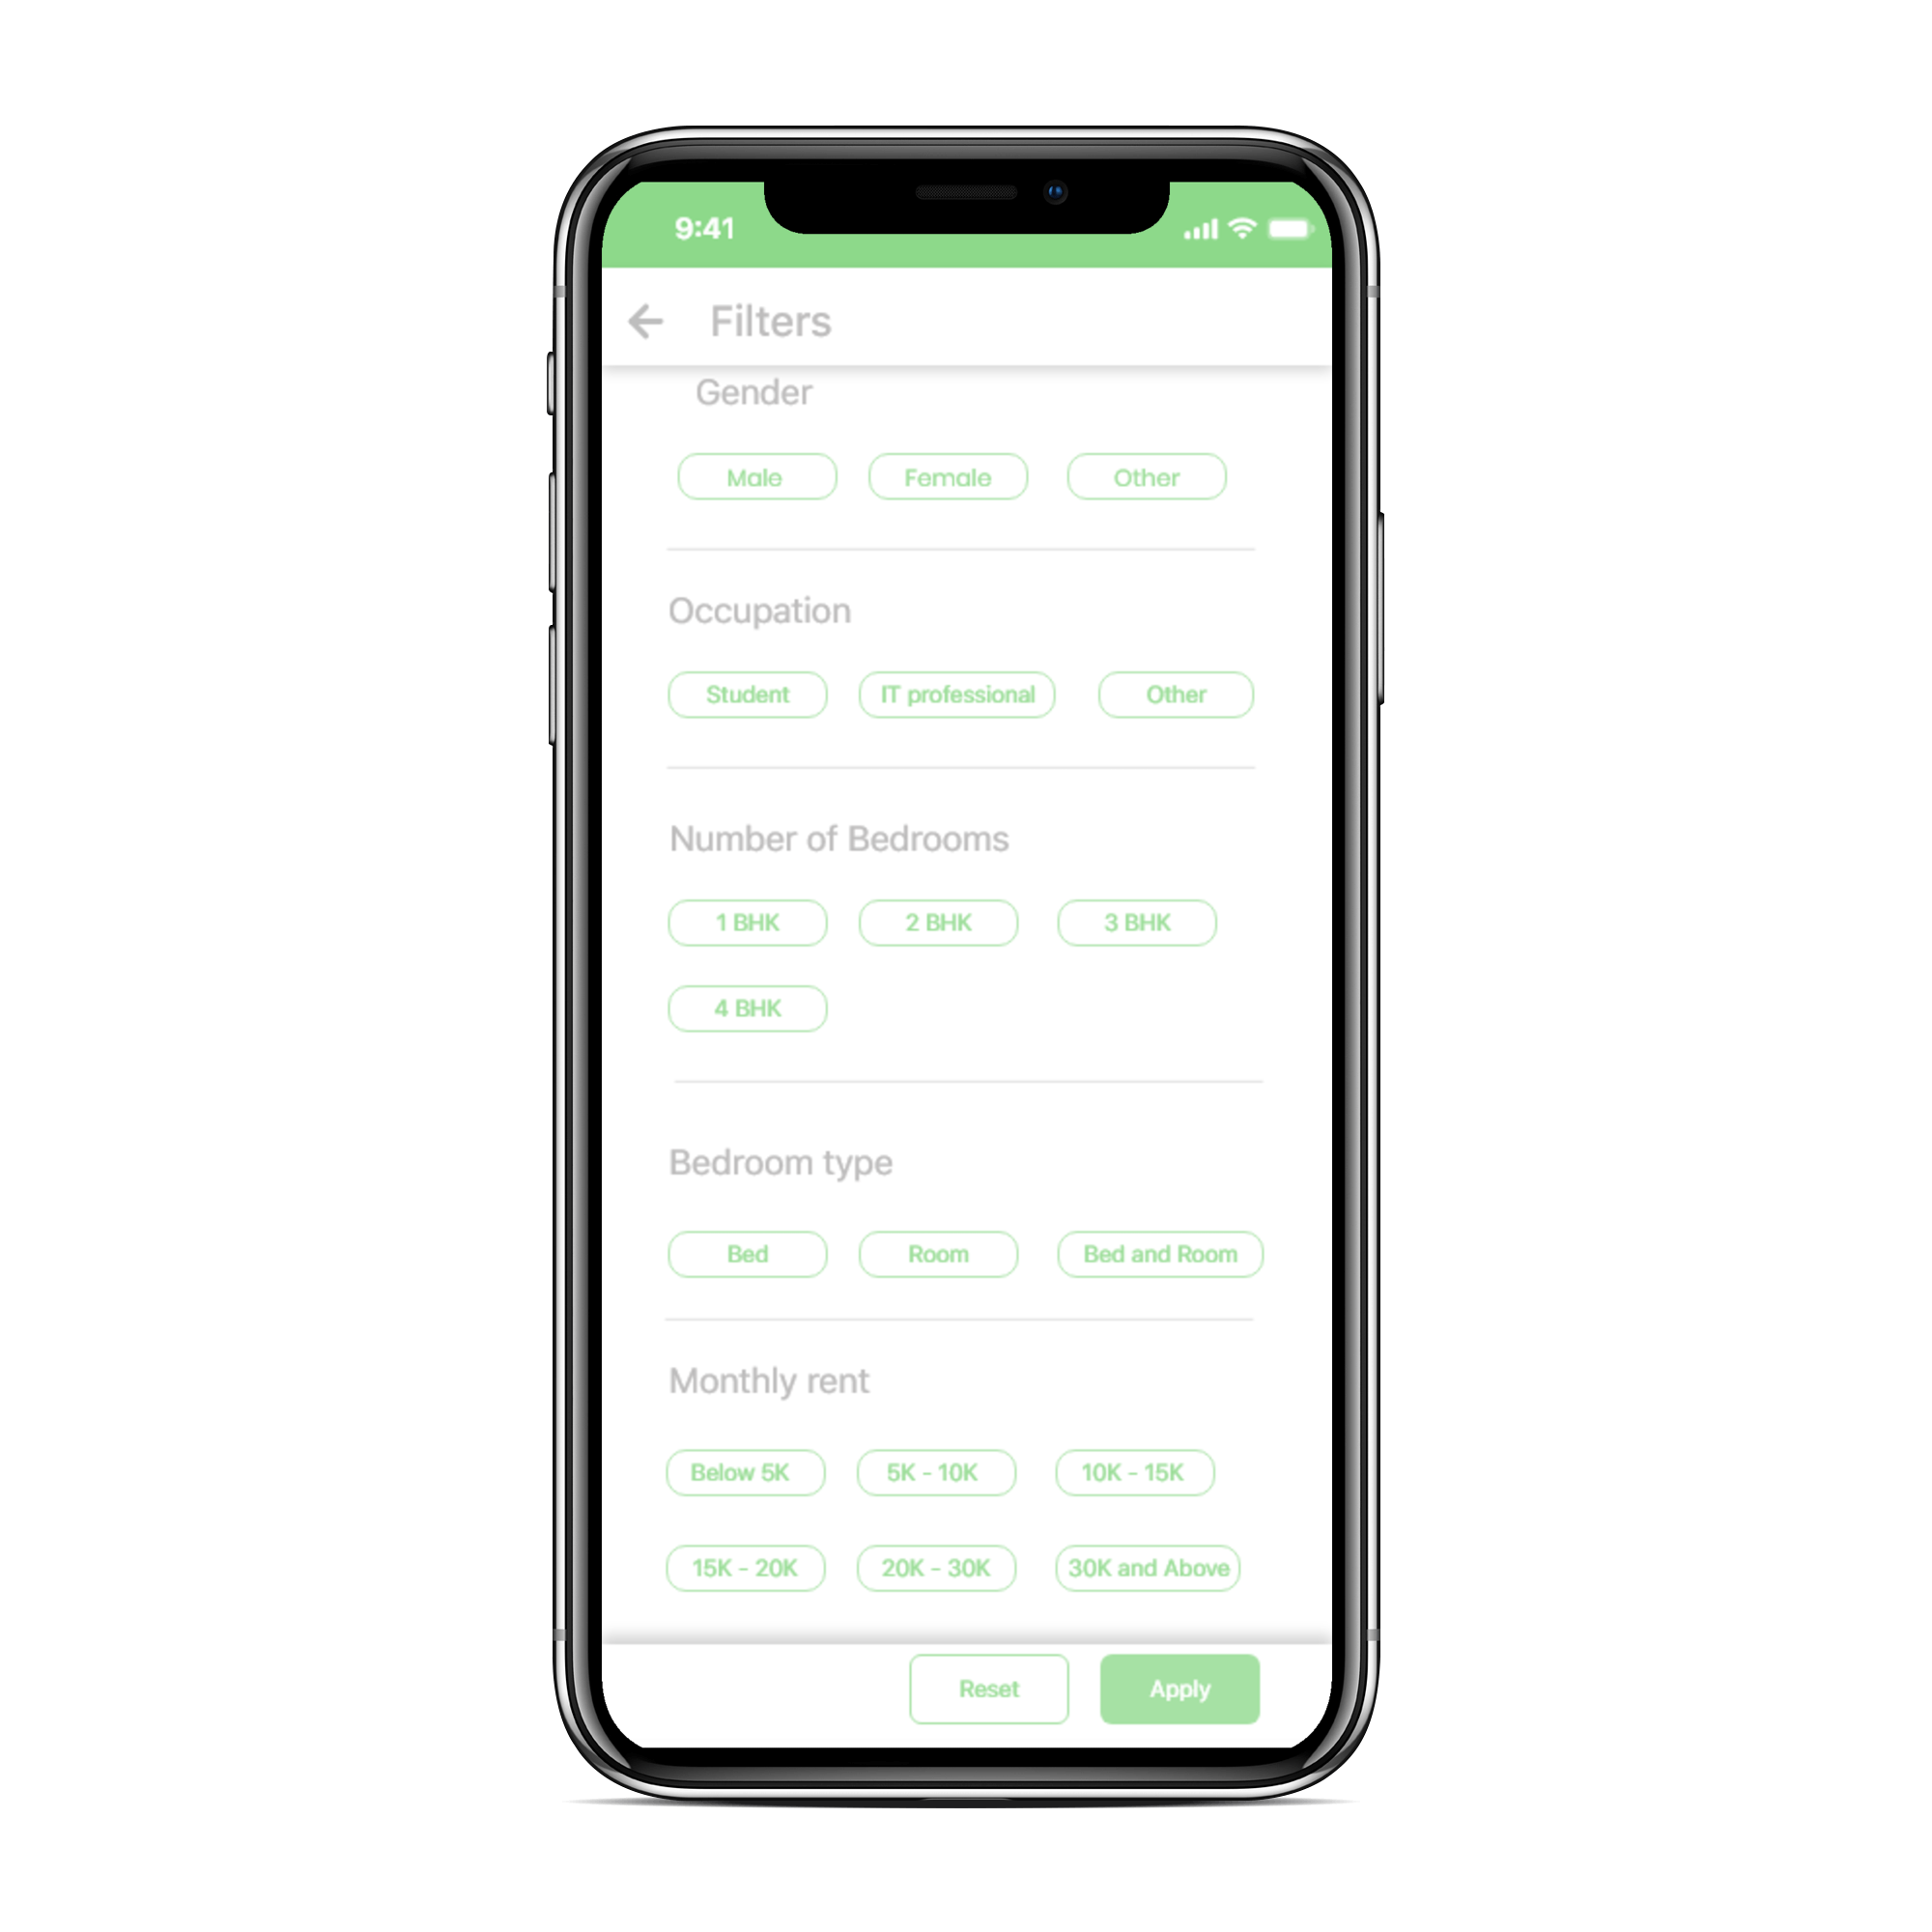 9:41
Filters
Gender
Male Female Other
Occupation
Student IT professional Other
Number of Bedrooms
1 BHK 2 BHK 3 BHK
4 BHK
Bedroom type
Bed Room Bed and Room
Monthly rent
Below 5K 5K - 10K 10K - 15K
15K - 20K 20K - 30K 30K and Above
Reset Apply